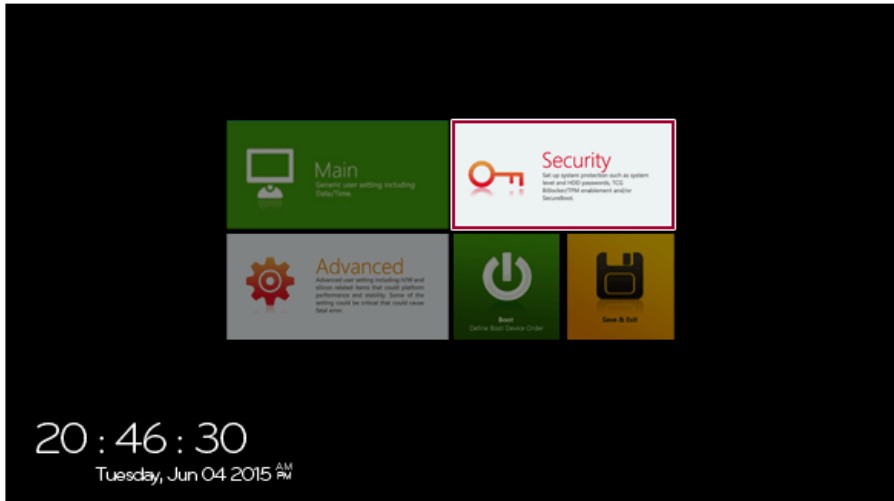 Main
Generic user setting including
Date/Time.
Security
Set up system protection such as system
level and HDD passwords, TCG
Bitlocker/TPM enablement and/or
SecureBoot.
Advanced
Advanced user setting including H/W and
silicon related items that could platform
performance and stability. Some of the
setting could be critical that could cause
fatal error.
Boot
Define Boot Device Order
Save & Exit
20 : 46 : 30
Tuesday, Jun 04 2015 AM
PM